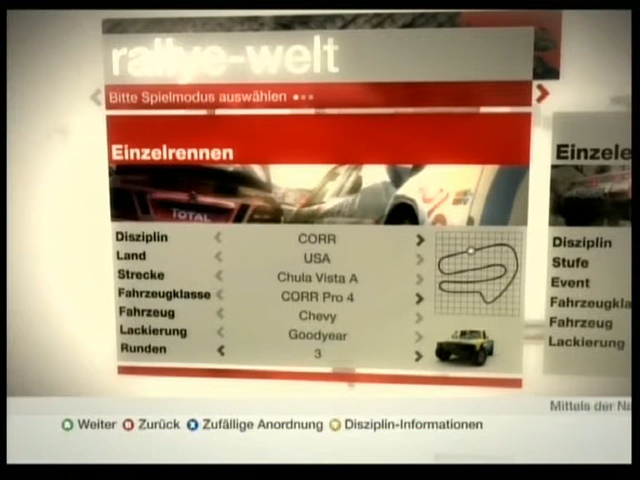 rallye-welt
Bitte Spielmodus auswählen
Einzelrennen
TOTAL
Disziplin CORR
Land USA
Strecke Chula Vista A
Fahrzeugklasse CORR Pro 4
Fahrzeug Chevy
Lackierung Goodyear
Runden 3
Einzele
Disziplin
Stufe
Event
Fahrzeugkla
Fahrzeug
Lackierung
Mittels der Na
Weiter Zurück Zufällige Anordnung Disziplin-Informationen